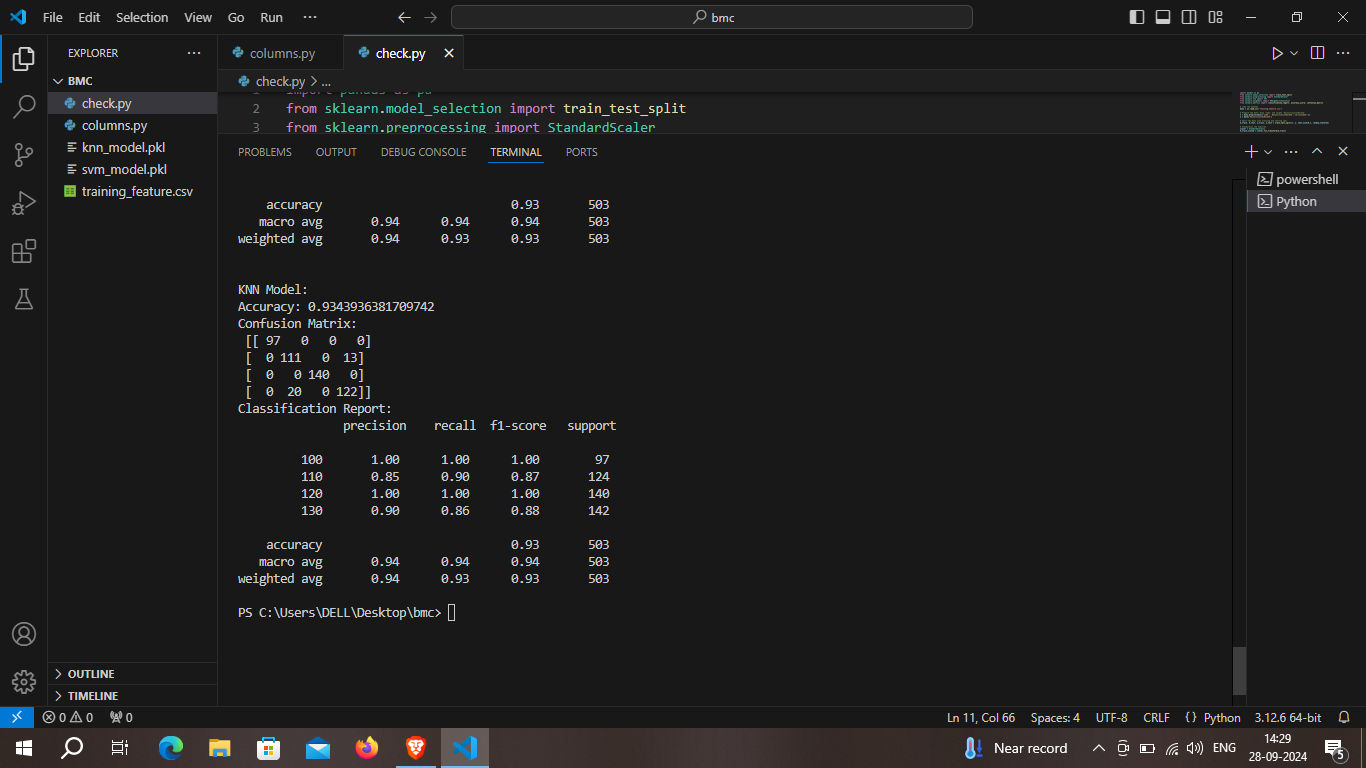 File Edit Selection View Go Run ···
bmc
EXPLORER ···
BMC
check.py
columns.py
knn_model.pkl
svm_model.pkl
training_feature.csv
OUTLINE
TIMELINE
columns.py check.py
check.py > ...
1 import pandas as pd
2 from sklearn.model_selection import train_test_split
3 from sklearn.preprocessing import StandardScaler
PROBLEMS OUTPUT DEBUG CONSOLE TERMINAL PORTS
powershell
Python
accuracy 0.93 503
macro avg 0.94 0.94 0.94 503
weighted avg 0.94 0.93 0.93 503
KNN Model:
Accuracy: 0.9343936381709742
Confusion Matrix:
[[ 97 0 0 0]
[ 0 111 0 13]
[ 0 0 140 0]
[ 0 20 0 122]]
Classification Report:
precision recall f1-score support
100 1.00 1.00 1.00 97
110 0.85 0.90 0.87 124
120 1.00 1.00 1.00 140
130 0.90 0.86 0.88 142
accuracy 0.93 503
macro avg 0.94 0.94 0.94 503
weighted avg 0.94 0.93 0.93 503
PS C:\Users\DELL\Desktop\bmc>
0 0 0 Ln 11, Col 66 Spaces: 4 UTF-8 CRLF {} Python 3.12.6 64-bit
Near record ENG 14:29
28-09-2024 5